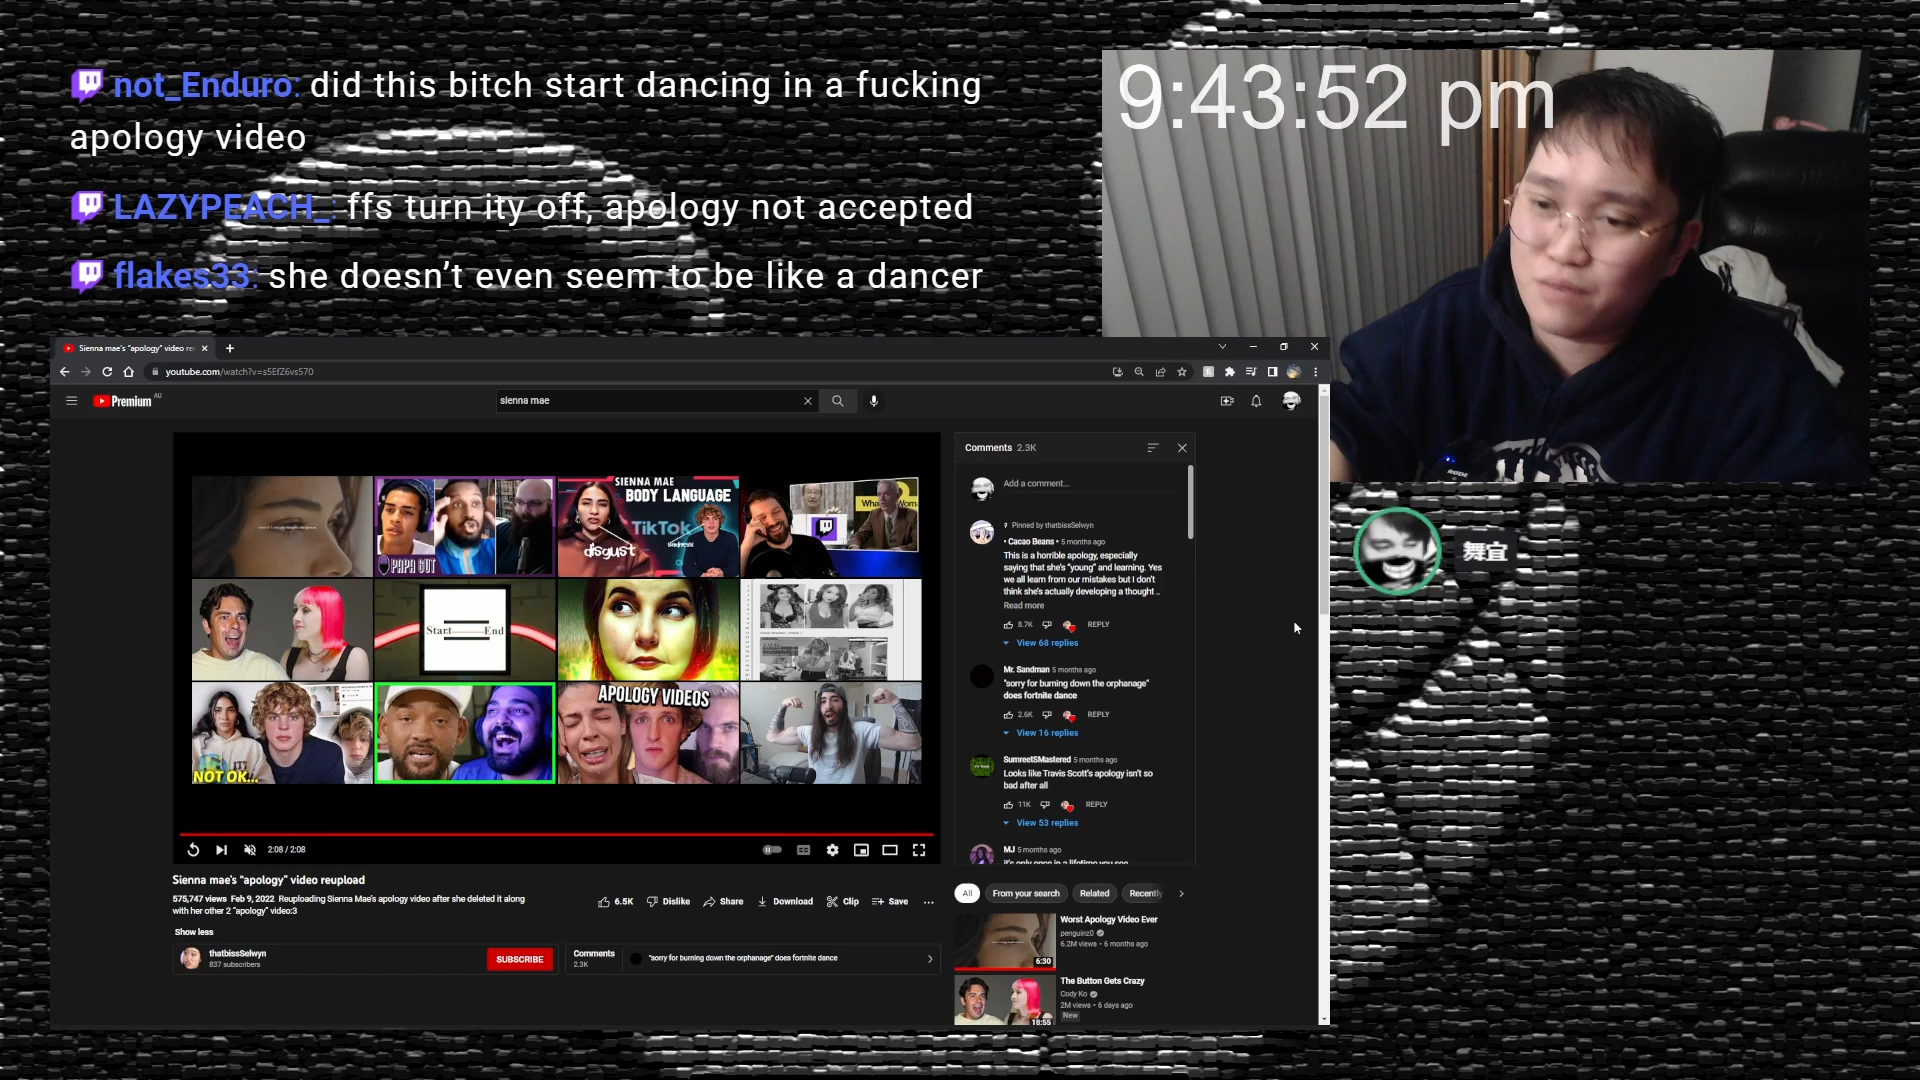 not_Enduro: did this bitch start dancing in a fucking
apology video
LAZYPEACH_: ffs turn ity off, apology not accepted
flakes33: she doesn't even seem to be like a dancer
9:43:52 pm
Sienna mae's "apology" video re
youtube.com/watch?v=s5EfZ6vs570
Premium AU
sienna mae
PAPA GUT
SIENNA MAE
BODY LANGUAGE
TikTok
disgust
sadness
Start
End
NOT OK...
APOLOGY VIDEOS
2:08 / 2:08
Sienna mae's "apology" video reupload
575,747 views Feb 9, 2022 Reuploading Sienna Mae's apology video after she deleted it along
with her other 2 "apology" video:3
Show less
6.5K
Dislike
Share
Download
Clip
Save
thatbissSelwyn
837 subscribers
SUBSCRIBE
Comments
2.3K
"sorry for burning down the orphanage" does fortnite dance
Comments 2.3K
Add a comment...
Pinned by thatbissSelwyn
• Cacao Beans • 5 months ago
This is a horrible apology, especially
saying that she's "young" and learning. Yes
we all learn from our mistakes but I don't
think she's actually developing a thought ..
Read more
8.7K
REPLY
View 68 replies
Mr. Sandman 5 months ago
"sorry for burning down the orphanage"
does fortnite dance
2.6K
REPLY
View 16 replies
SumreetSMastered 5 months ago
Looks like Travis Scott's apology isn't so
bad after all
11K
REPLY
View 53 replies
MJ 5 months ago
All
From your search
Related
Recently
Worst Apology Video Ever
penguinz0
6.2M views • 6 months ago
6:30
The Button Gets Crazy
Cody Ko
2M views • 6 days ago
New
18:55
RØDE
舞宜